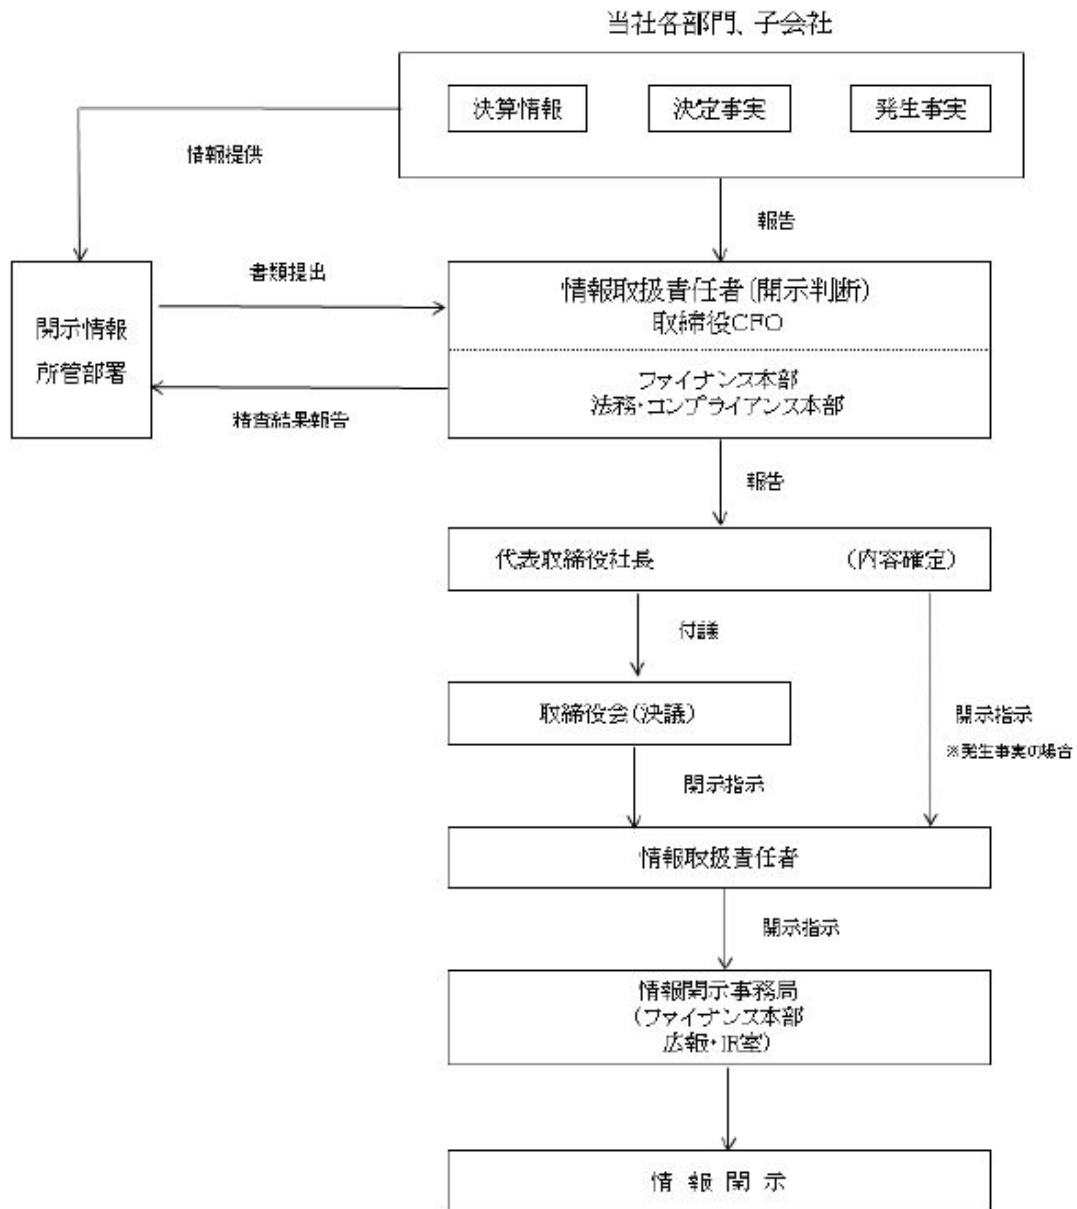 当社各部門、子会社
決算情報
決定事実
発生事実
情報提供
報告
書類提出
開示情報
所管部署
情報取扱責任者(開示判断)
取締役CFO
ファイナンス本部
法務・コンプライアンス本部
精査結果報告
報告
代表取締役社長
(内容確定)
付議
取締役会(決議)
開示指示
※発生事実の場合
開示指示
情報取扱責任者
開示指示
情報開示事務局
(ファイナンス本部
広報・IR室)
情報開示